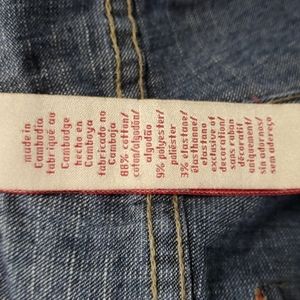 made in
Cambodia
fabriqué au
Cambodge
hecho en
Camboya
fabricado no
Camboja
88% cotton/
coton/algodón/
algodão
9% polyester/
poliéster
3% elastane/
élasthanne/
elastano
exclusive of
decoration/
sans ruban
décoratif
uniquement/
sin adornos/
sem adereço